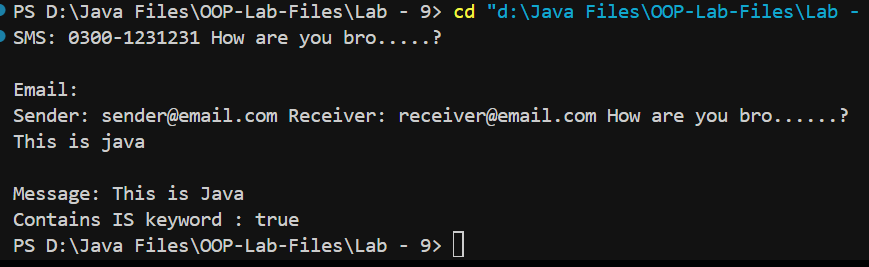 PS D:\Java Files\OOP-Lab-Files\Lab - 9> cd "d:\Java Files\OOP-Lab-Files\Lab -
SMS: 0300-1231231 How are you bro.....?
Email:
Sender: sender@email.com Receiver: receiver@email.com How are you bro......?
This is java
Message: This is Java
Contains IS keyword : true
PS D:\Java Files\OOP-Lab-Files\Lab - 9>